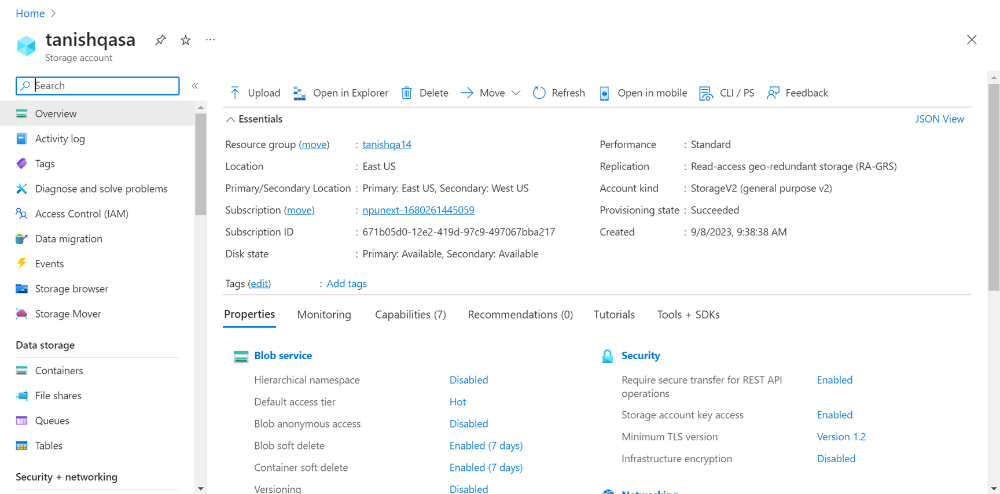 Home
tanishqasa
Storage account
Search
Overview
Activity log
Tags
Diagnose and solve problems
Access Control (IAM)
Data migration
Events
Storage browser
Storage Mover
Data storage
Containers
File shares
Queues
Tables
Security + networking
Upload Open in Explorer Delete Move Refresh Open in mobile CLI / PS Feedback
Essentials JSON View
Resource group (move) : tanishqa14
Location : East US
Primary/Secondary Location : Primary: East US, Secondary: West US
Subscription (move) : npunext-1680261445059
Subscription ID : 671b05d0-12e2-419d-97c9-497067bba217
Disk state : Primary: Available, Secondary: Available
Performance : Standard
Replication : Read-access geo-redundant storage (RA-GRS)
Account kind : StorageV2 (general purpose v2)
Provisioning state : Succeeded
Created : 9/8/2023, 9:38:38 AM
Tags (edit) : Add tags
Properties Monitoring Capabilities (7) Recommendations (0) Tutorials Tools + SDKs
Blob service
Hierarchical namespace Disabled
Default access tier Hot
Blob anonymous access Disabled
Blob soft delete Enabled (7 days)
Container soft delete Enabled (7 days)
Versioning Disabled
Security
Require secure transfer for REST API Enabled
operations
Storage account key access Enabled
Minimum TLS version Version 1.2
Infrastructure encryption Disabled
Networking